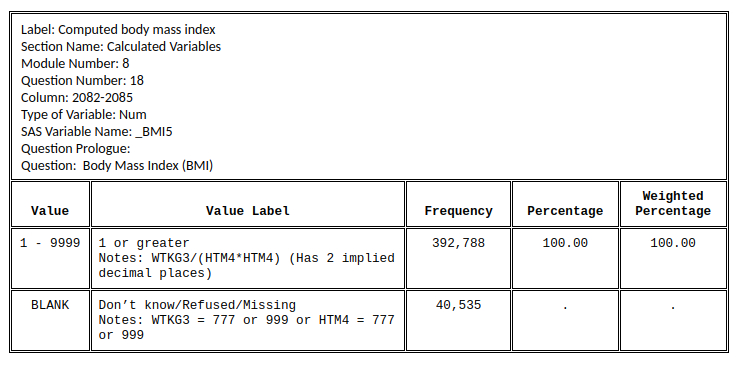 Label: Computed body mass index
Section Name: Calculated Variables
Module Number: 8
Question Number: 18
Column: 2082-2085
Type of Variable: Num
SAS Variable Name: _BMI5
Question Prologue:
Question:  Body Mass Index (BMI)
Value Value Label Frequency Percentage Weighted Percentage
1 - 9999 1 or greater 392,788 100.00 100.00
Notes: WTKG3/(HTM4*HTM4) (Has 2 implied
decimal places)
BLANK Don’t know/Refused/Missing 40,535 . .
Notes: WTKG3 = 777 or 999 or HTM4 = 777
or 999